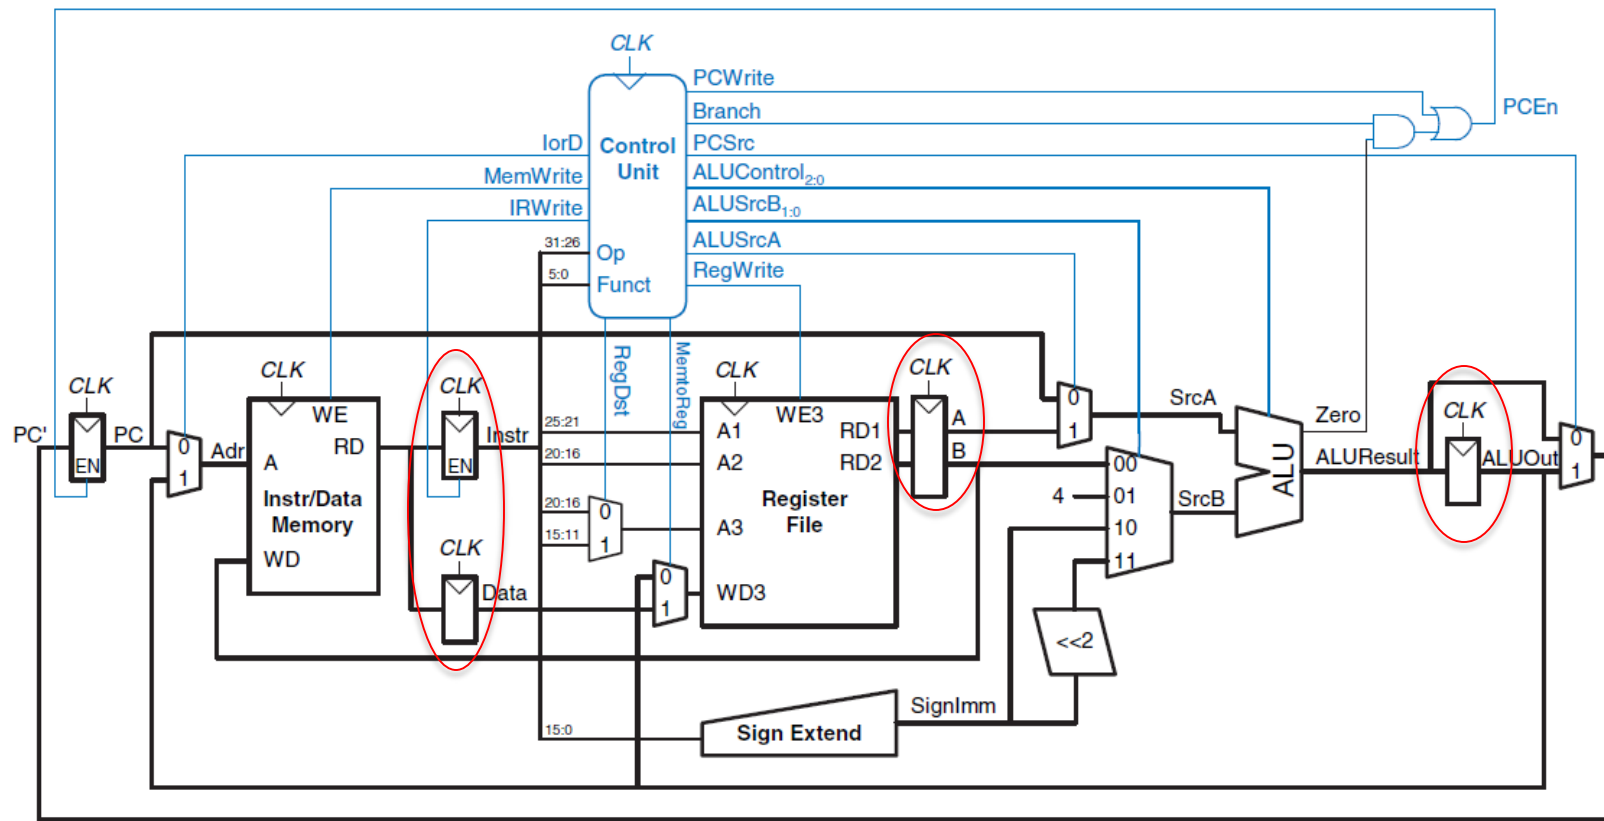 CLK
PCWrite
Branch
PCEn
IorD
Control
Unit
PCSrc
MemWrite
ALUControl2:0
IRWrite
ALUSrcB1:0
31:26
Op
ALUSrcA
5:0
Funct
RegWrite
RegDst
MemtoReg
CLK
CLK
CLK
CLK
CLK
CLK
PC'
EN
PC
0
1
Adr
WE
RD
A
Instr/Data
Memory
WD
EN
Instr
CLK
Data
25:21
20:16
20:16
15:11
0
1
0
1
A1
A2
A3
WD3
WE3
RD1
RD2
Register
File
A
B
0
1
SrcA
00
4
01
10
11
SrcB
<<2
ALU
Zero
ALUResult
ALUOut
0
1
SignImm
15:0
Sign Extend